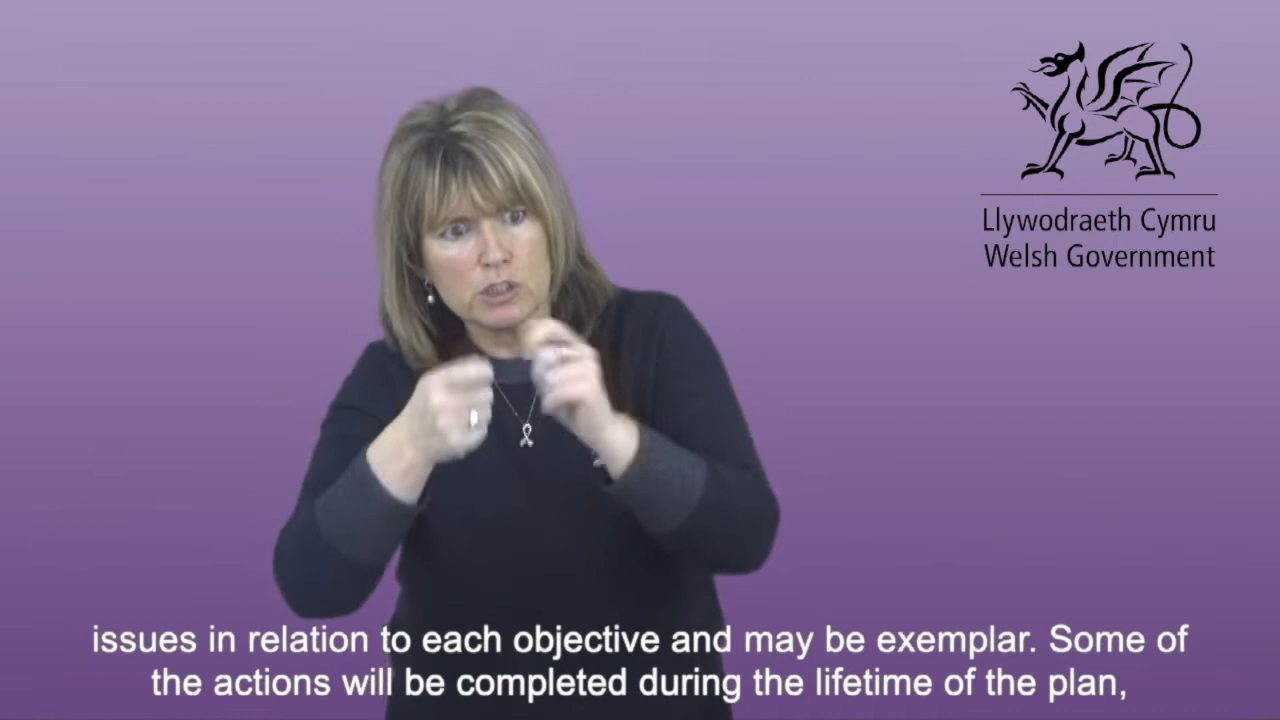 Llywodraeth Cymru
Welsh Government
issues in relation to each objective and may be exemplar. Some of
the actions will be completed during the lifetime of the plan,